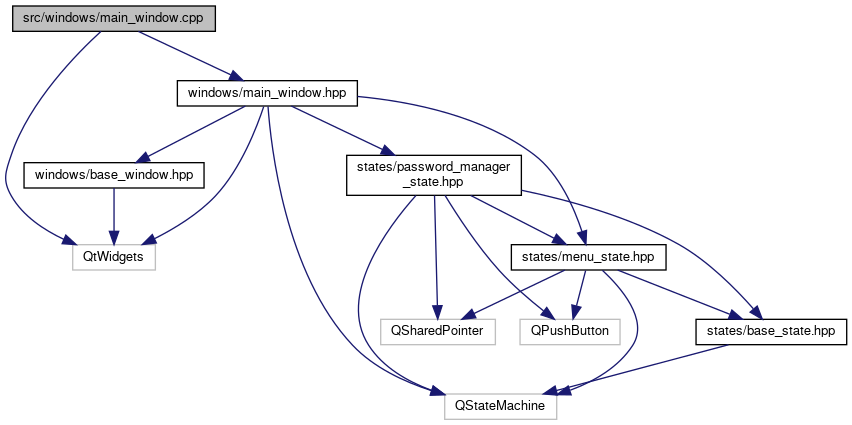 src/windows/main_window.cpp
windows/main_window.hpp
windows/base_window.hpp
states/password_manager
_state.hpp
QtWidgets
states/menu_state.hpp
QSharedPointer
QPushButton
states/base_state.hpp
QStateMachine